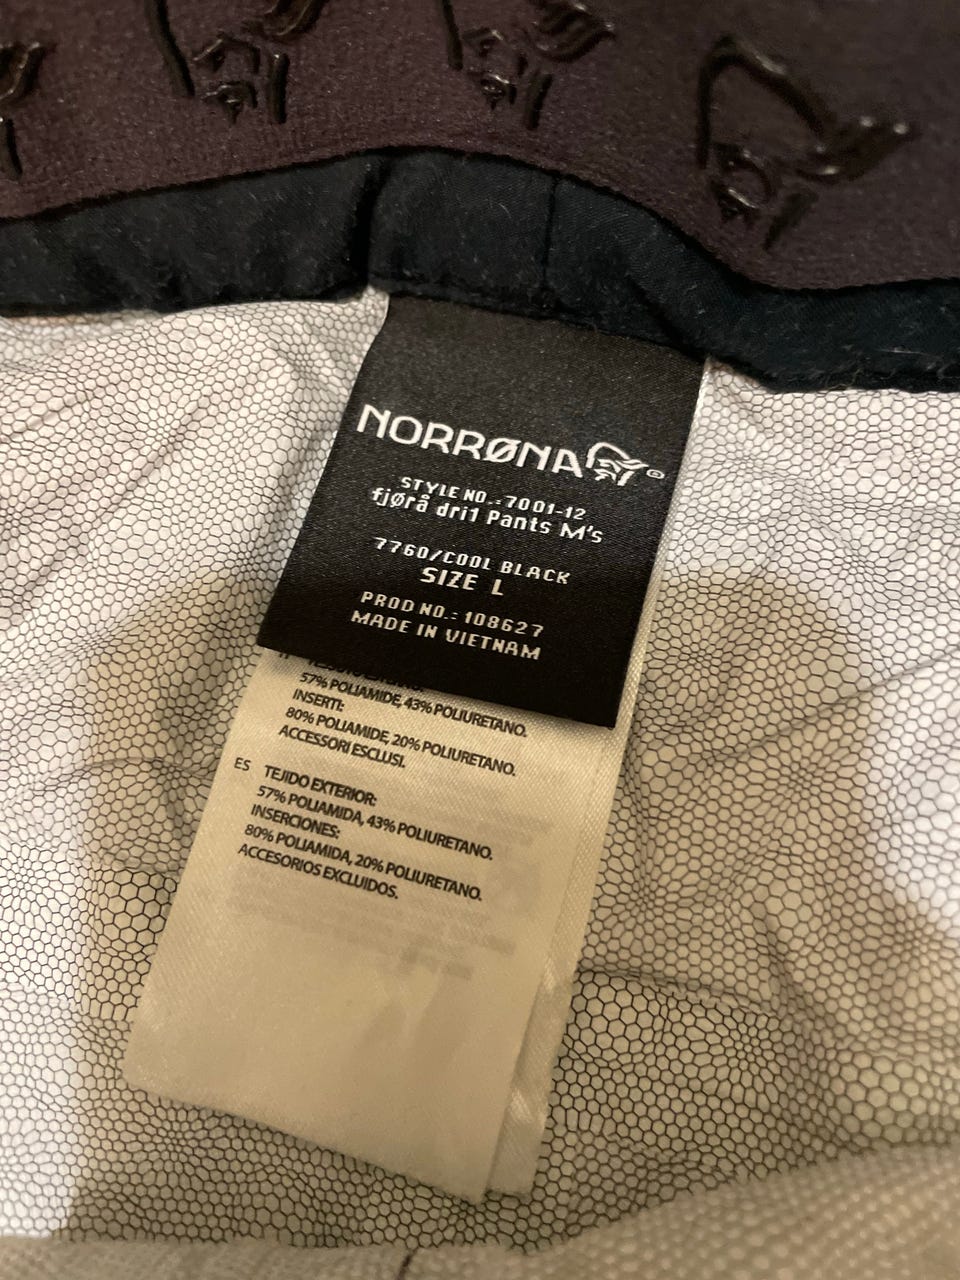 NORRØNA ®
STYLE NO.:7001-12
fjørå dri1 Pants M's
7760/COOL BLACK
SIZE L
PROD NO.:108627
MADE IN VIETNAM
57% POLIAMIDE, 43% POLIURETANO.
INSERTI:
80% POLIAMIDE, 20% POLIURETANO.
ACCESSORI ESCLUSI.
ES TEJIDO EXTERIOR:
57% POLIAMIDA, 43% POLIURETANO.
INSERCIONES:
80% POLIAMIDA, 20% POLIURETANO.
ACCESORIOS EXCLUIDOS.